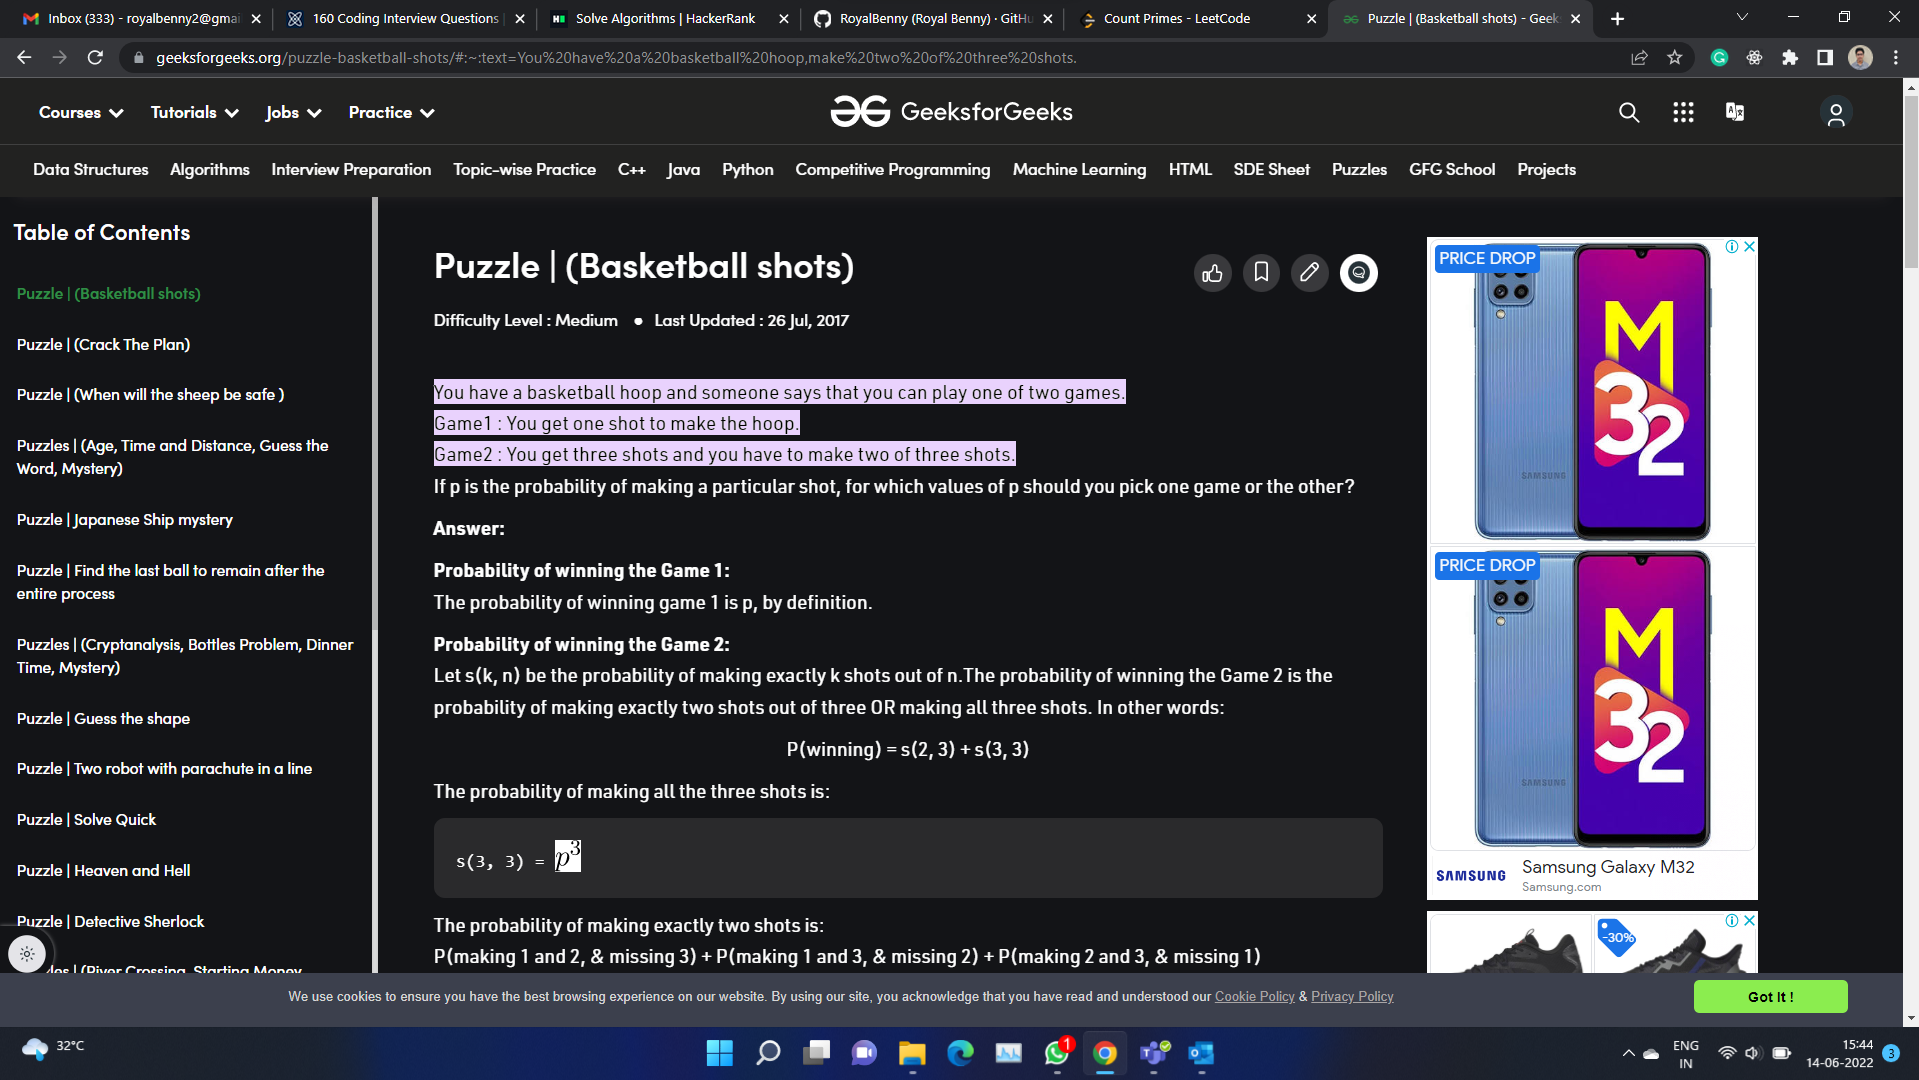 Inbox (333) - royalbenny2@gmai
160 Coding Interview Questions
Solve Algorithms | HackerRank
RoyalBenny (Royal Benny) · GitHu
Count Primes - LeetCode
Puzzle | (Basketball shots) - Geek
geeksforgeeks.org/puzzle-basketball-shots/#:~:text=You%20have%20a%20basketball%20hoop,make%20two%20of%20three%20shots.
Courses Tutorials Jobs Practice
GeeksforGeeks
Data Structures Algorithms Interview Preparation Topic-wise Practice C++ Java Python Competitive Programming Machine Learning HTML SDE Sheet Puzzles GFG School Projects
Table of Contents
Puzzle | (Basketball shots)
Puzzle | (Crack The Plan)
Puzzle | (When will the sheep be safe )
Puzzles | (Age, Time and Distance, Guess the
Word, Mystery)
Puzzle | Japanese Ship mystery
Puzzle | Find the last ball to remain after the
entire process
Puzzles | (Cryptanalysis, Bottles Problem, Dinner
Time, Mystery)
Puzzle | Guess the shape
Puzzle | Two robot with parachute in a line
Puzzle | Solve Quick
Puzzle | Heaven and Hell
Puzzle | Detective Sherlock
les | (River Crossing, Starting Money
Puzzle | (Basketball shots)
Difficulty Level : Medium ● Last Updated : 26 Jul, 2017
You have a basketball hoop and someone says that you can play one of two games.
Game1 : You get one shot to make the hoop.
Game2 : You get three shots and you have to make two of three shots.
If p is the probability of making a particular shot, for which values of p should you pick one game or the other?
Answer:
Probability of winning the Game 1:
The probability of winning game 1 is p, by definition.
Probability of winning the Game 2:
Let s(k, n) be the probability of making exactly k shots out of n.The probability of winning the Game 2 is the
probability of making exactly two shots out of three OR making all three shots. In other words:
P(winning) = s(2, 3) + s(3, 3)
The probability of making all the three shots is:
s(3, 3) = p³
The probability of making exactly two shots is:
P(making 1 and 2, & missing 3) + P(making 1 and 3, & missing 2) + P(making 2 and 3, & missing 1)
PRICE DROP
M
32
SAMSUNG
PRICE DROP
M
32
SAMSUNG
SAMSUNG
Samsung Galaxy M32
Samsung.com
-30%
We use cookies to ensure you have the best browsing experience on our website. By using our site, you acknowledge that you have read and understood our Cookie Policy & Privacy Policy
Got It !
32°C
1
ENG
IN
15:44
14-06-2022
3